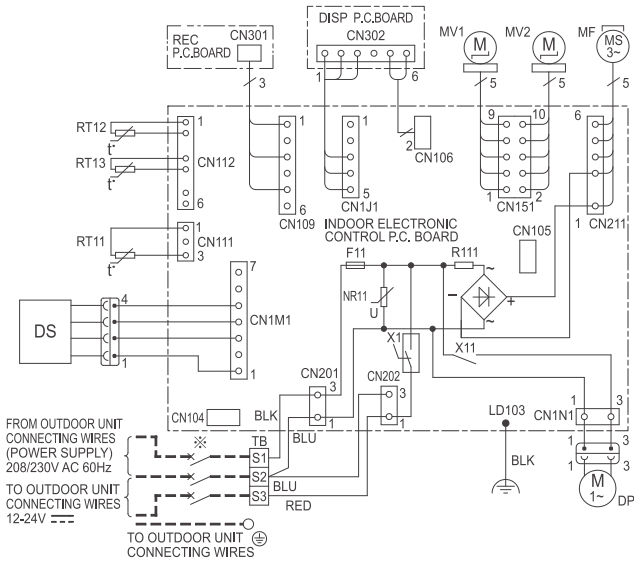 REC
P.C.BOARD
CN301
3
DISP P.C.BOARD
CN302
1
6
MV1
M
5
MV2
M
5
MF
MS
3~
5
RT12
t°
RT13
t°
1
CN112
6
6
CN109
1
5
CN1J1
2
CN106
9
10
1
2
CN151
6
1
CN211
RT11
t°
1
CN111
3
INDOOR ELECTRONIC
CONTROL P.C. BOARD
CN105
F11
R111
~
NR11
U
−
+
~
7
CN1M1
1
DS
4
1
X1
X11
CN201
3
1
CN202
3
1
CN104
BLK
BLU
LD103
CN1N1
1
3
FROM OUTDOOR UNIT
CONNECTING WIRES
(POWER SUPPLY)
208/230V AC 60Hz
※
TB
S1
S2
S3
BLU
RED
BLK
1
3
1
3
M
1~
DP
TO OUTDOOR UNIT
CONNECTING WIRES
12-24V
TO OUTDOOR UNIT
CONNECTING WIRES